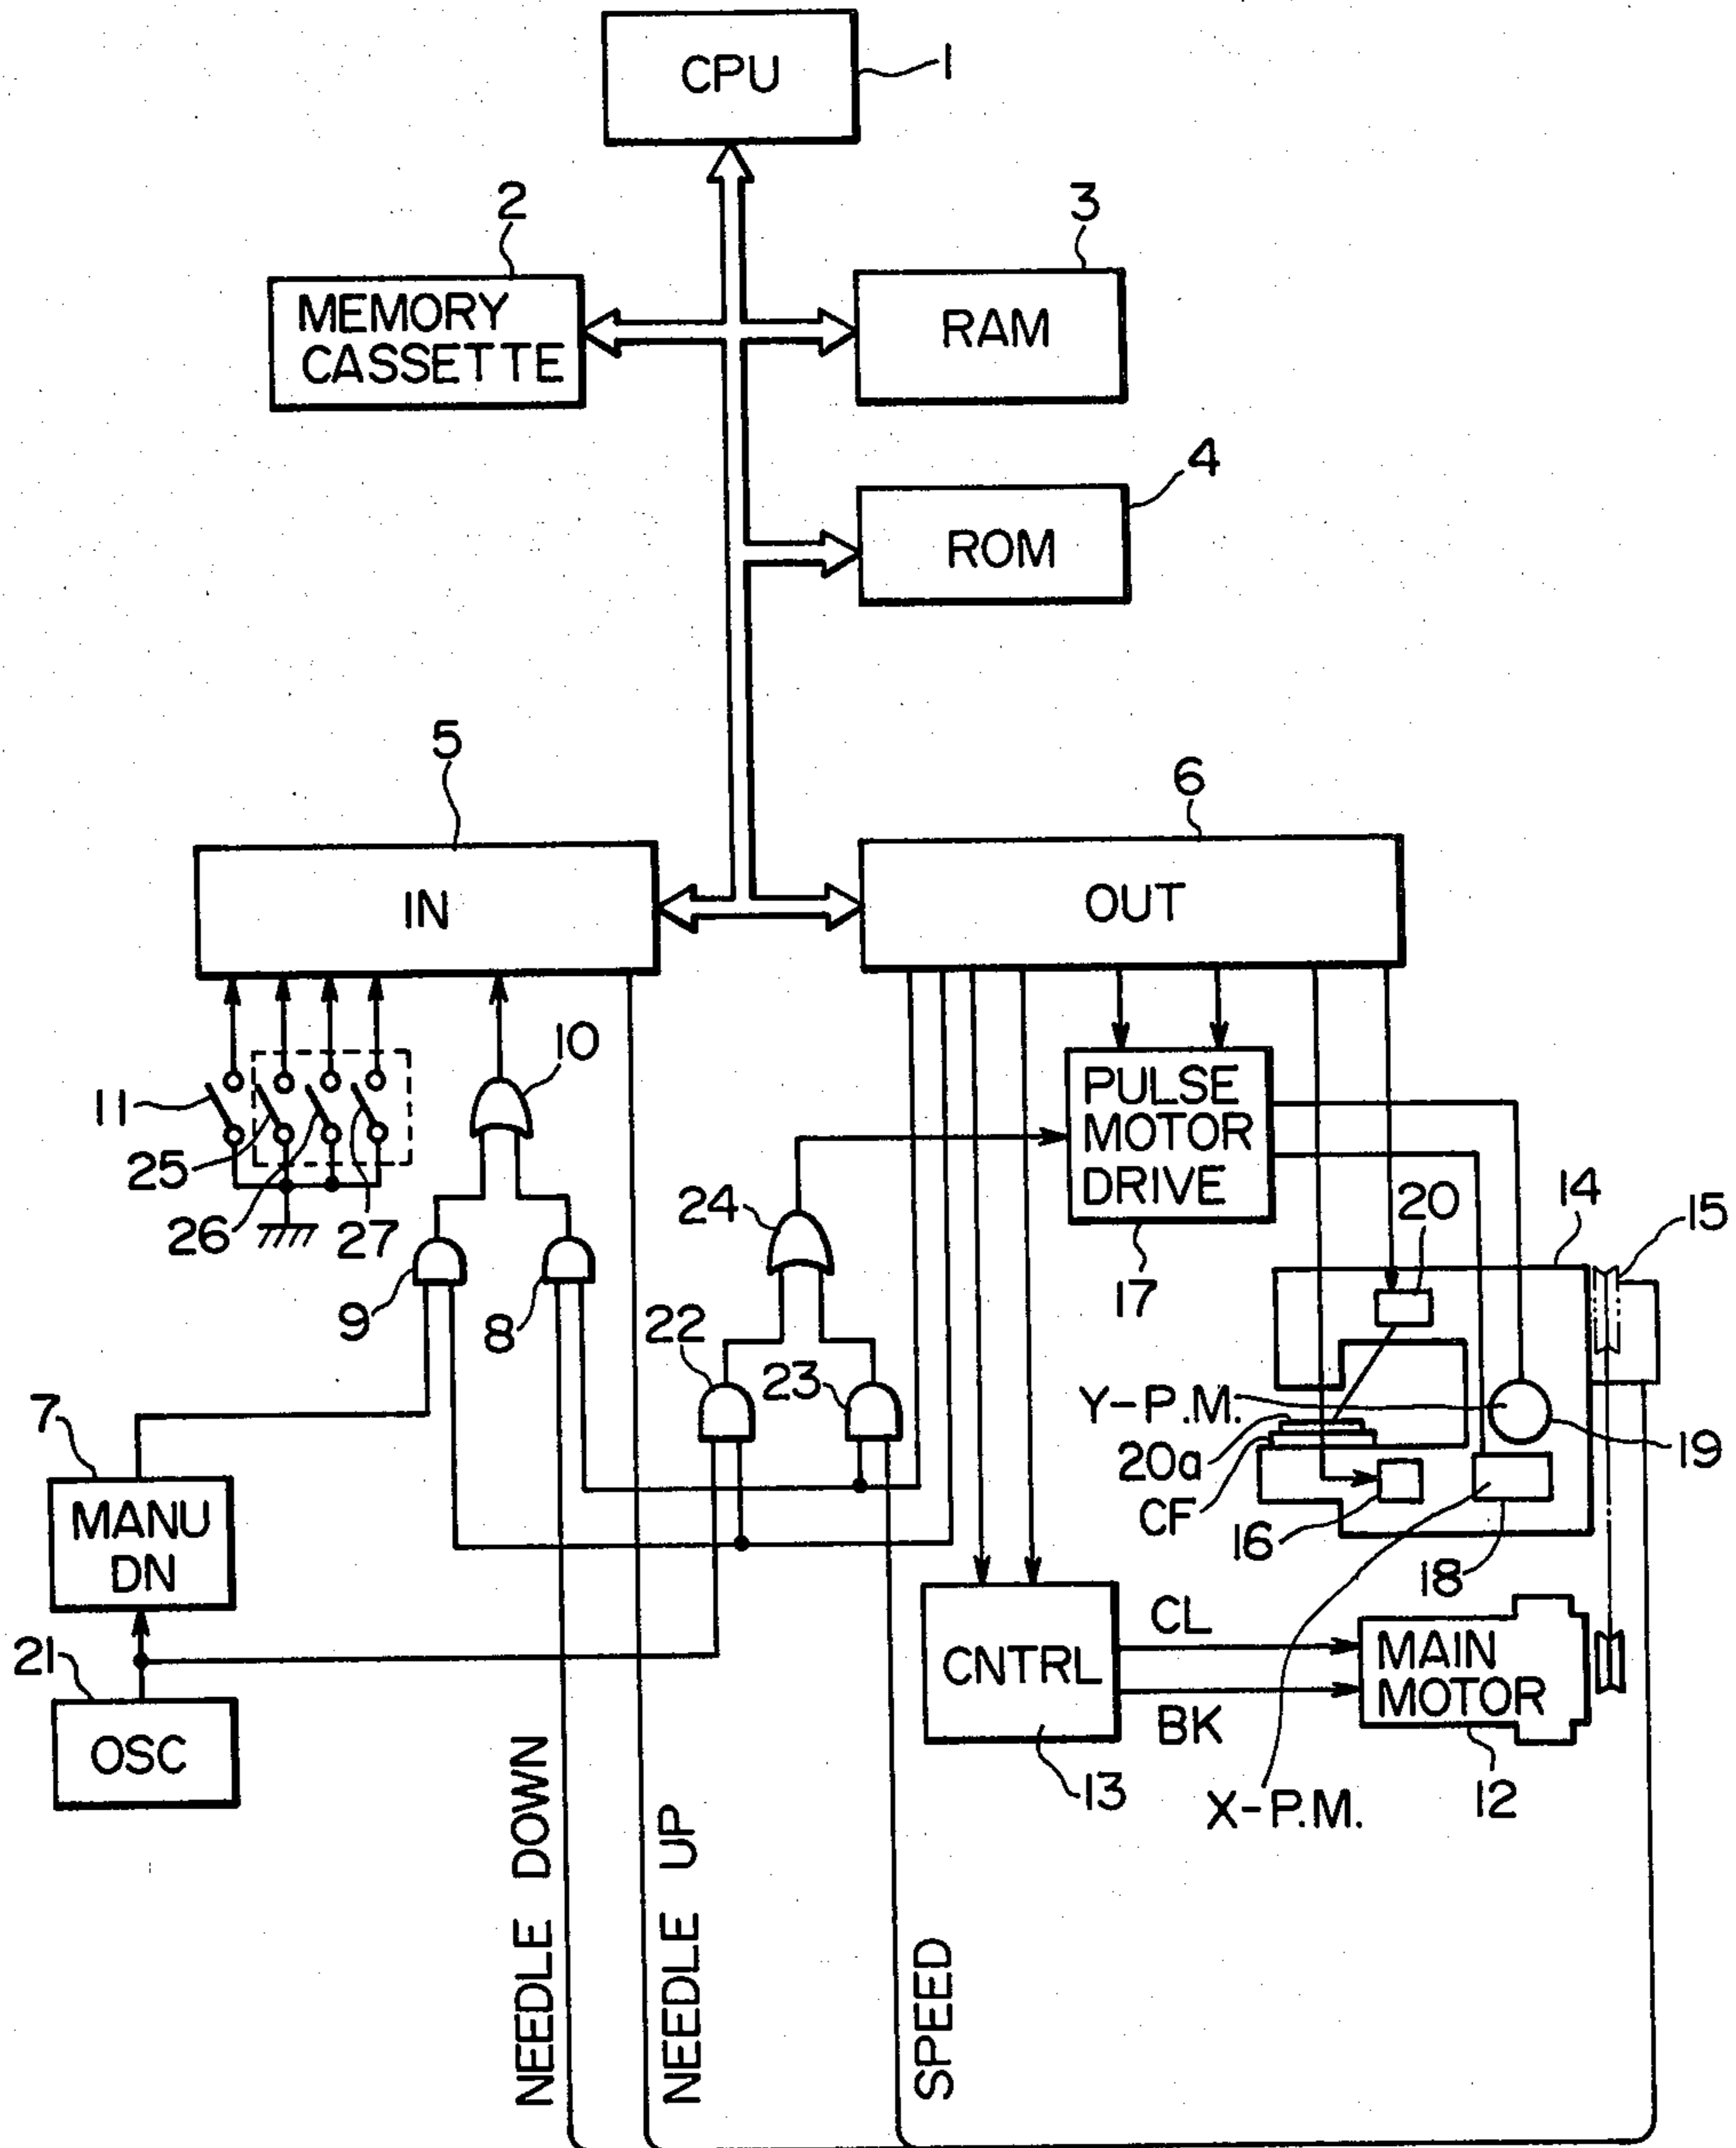 CPU
1
2
3
MEMORY
CASSETTE
RAM
4
ROM
5
6
IN
OUT
10
11
25
26
27
PULSE
MOTOR
DRIVE
24
20
14
15
9
8
17
22
23
Y-P.M.
20a
CF
19
7
16
18
MANU
DN
21
CL
CNTRL
MAIN
MOTOR
BK
OSC
13
12
X-P.M.
NEEDLE DOWN
NEEDLE UP
SPEED